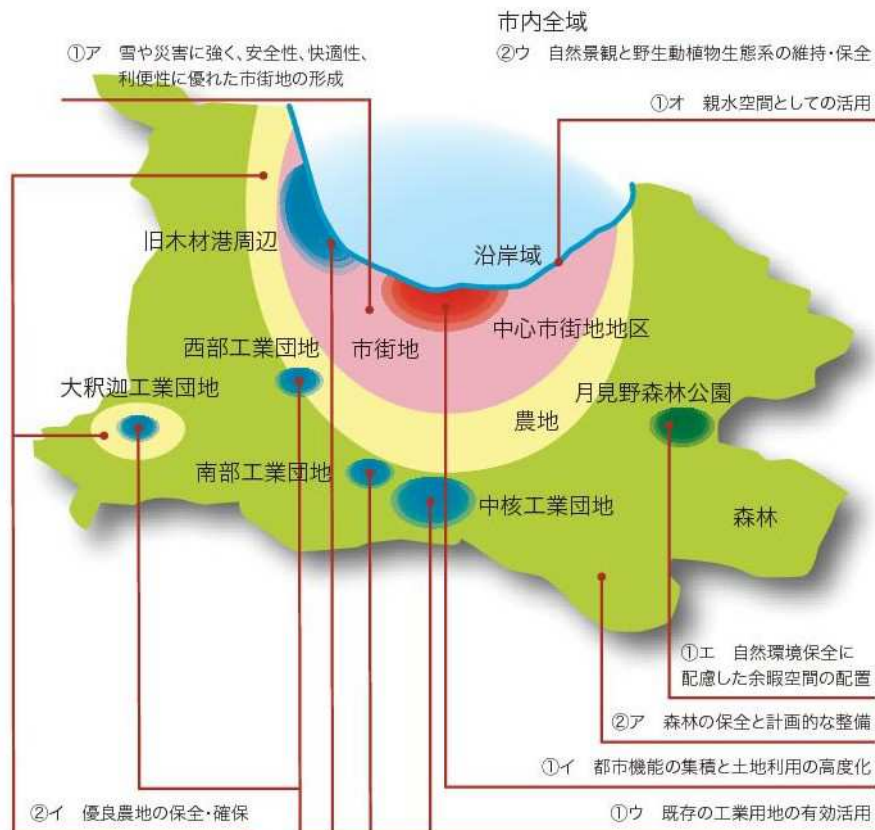 市内全域
①ア 雪や災害に強く、安全性、快適性、
利便性に優れた市街地の形成
②ウ 自然景観と野生動植物生態系の維持・保全
①オ 親水空間としての活用
旧木材港周辺
沿岸域
中心市街地地区
市街地
西部工業団地
大釈迦工業団地
月見野森林公園
農地
南部工業団地
中核工業団地
森林
①エ 自然環境保全に
配慮した余暇空間の配置
②ア 森林の保全と計画的な整備
①イ 都市機能の集積と土地利用の高度化
②イ 優良農地の保全・確保
①ウ 既存の工業用地の有効活用